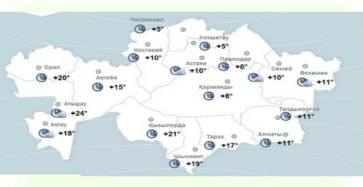 Петропавл
+5°
Көкшетау
+5°
Қостанай
+10°
Павлодар
+6°
Астана
+10°
Семей
+10°
Өскемен
+11°
Орал
+20°
Ақтөбе
+15°
Қарағанды
+8°
Атырау
+24°
Ақтау
+18°
Талдықорған
+11°
Қызылорда
+21°
Тараз
+17°
Алматы
+11°
Шымкент
+19°